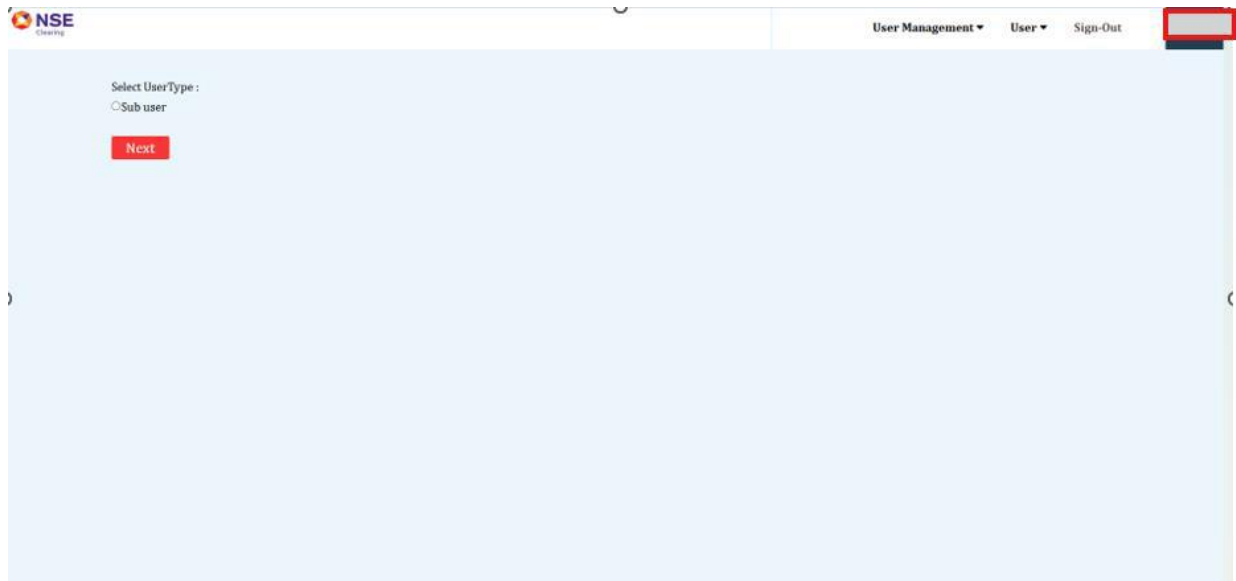 NSE
Clearing
User Management User Sign-Out
Select UserType :
Sub user
Next